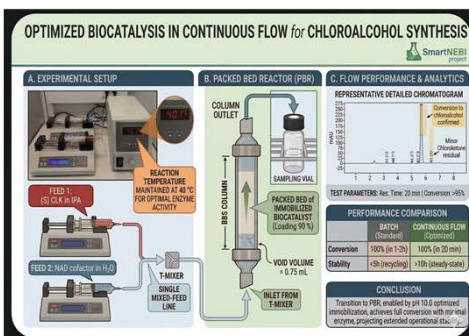 OPTIMIZED BIOCATALYSIS IN CONTINUOUS FLOW for CHLOROALCOHOL SYNTHESIS
SmartNEBI
project
A. EXPERIMENTAL SETUP
REACTION
TEMPERATURE
MAINTAINED AT 40 °C
FOR OPTIMAL ENZYME
ACTIVITY
FEED 1:
(S) CLK in IPA
FEED 2: NAD cofactor in H₂O
T-MIXER
SINGLE
MIXED-FEED
LINE
B. PACKED BED REACTOR (PBR)
COLUMN
OUTLET
SAMPLING VIAL
BBS COLUMN
PACKED BED of
IMMOBILIZED
BIOCATALYST
(Loading 90 %)
VOID VOLUME
= 0.75 mL
INLET FROM
T-MIXER
C. FLOW PERFORMANCE & ANALYTICS
REPRESENTATIVE DETAILED CHROMATOGRAM
mAU
Conversion to
chloroalcohol
confirmed
Minor
Chloroketone
residual
TEST PARAMETERS: Res. Time: 20 min | Conversion: >95%
PERFORMANCE COMPARISON
BATCH
(Standard)
CONTINUOUS FLOW
(Optimized)
Conversion 100% (in 1-2h) 100% (in 20 min)
Stability <5h (recycling) >10h (steady-state)
CONCLUSION
Transition to PBR, enabled by pH 10.0 optimized
immobilization, achieves full conversion with
enzyme, projecting extended operational